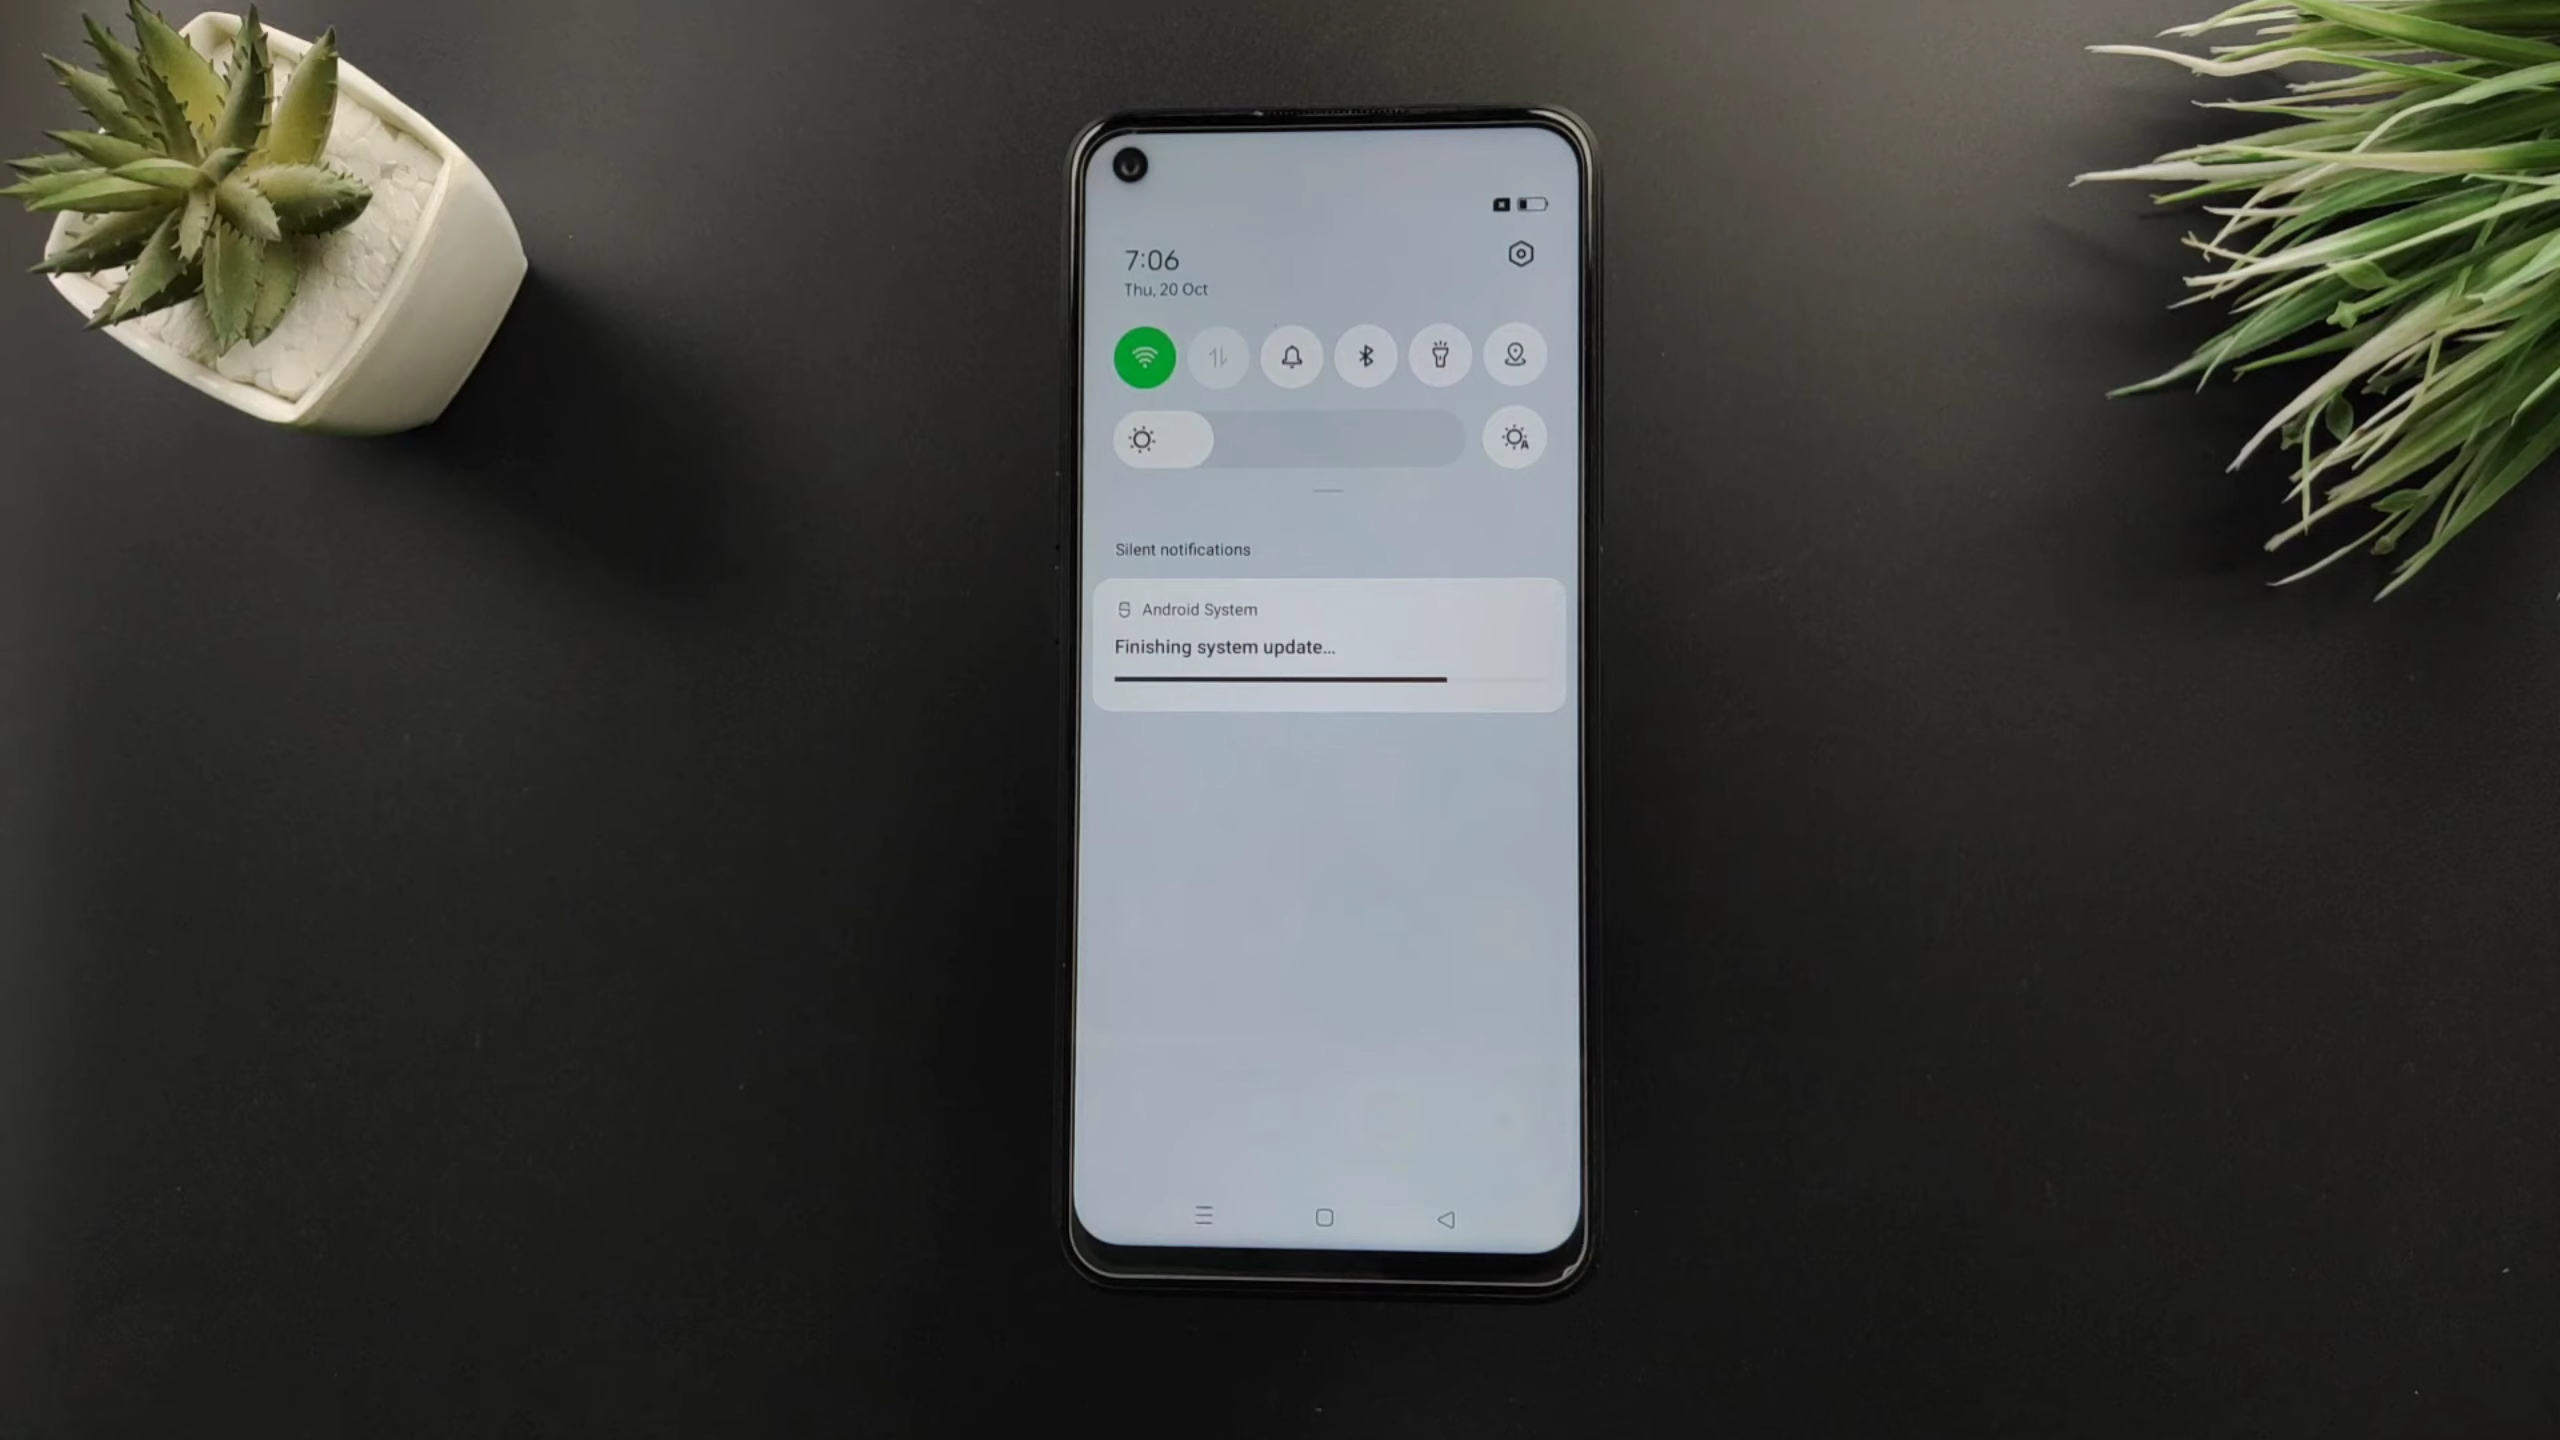 7:06
Thu, 20 Oct
Silent notifications
Android System
Finishing system update...